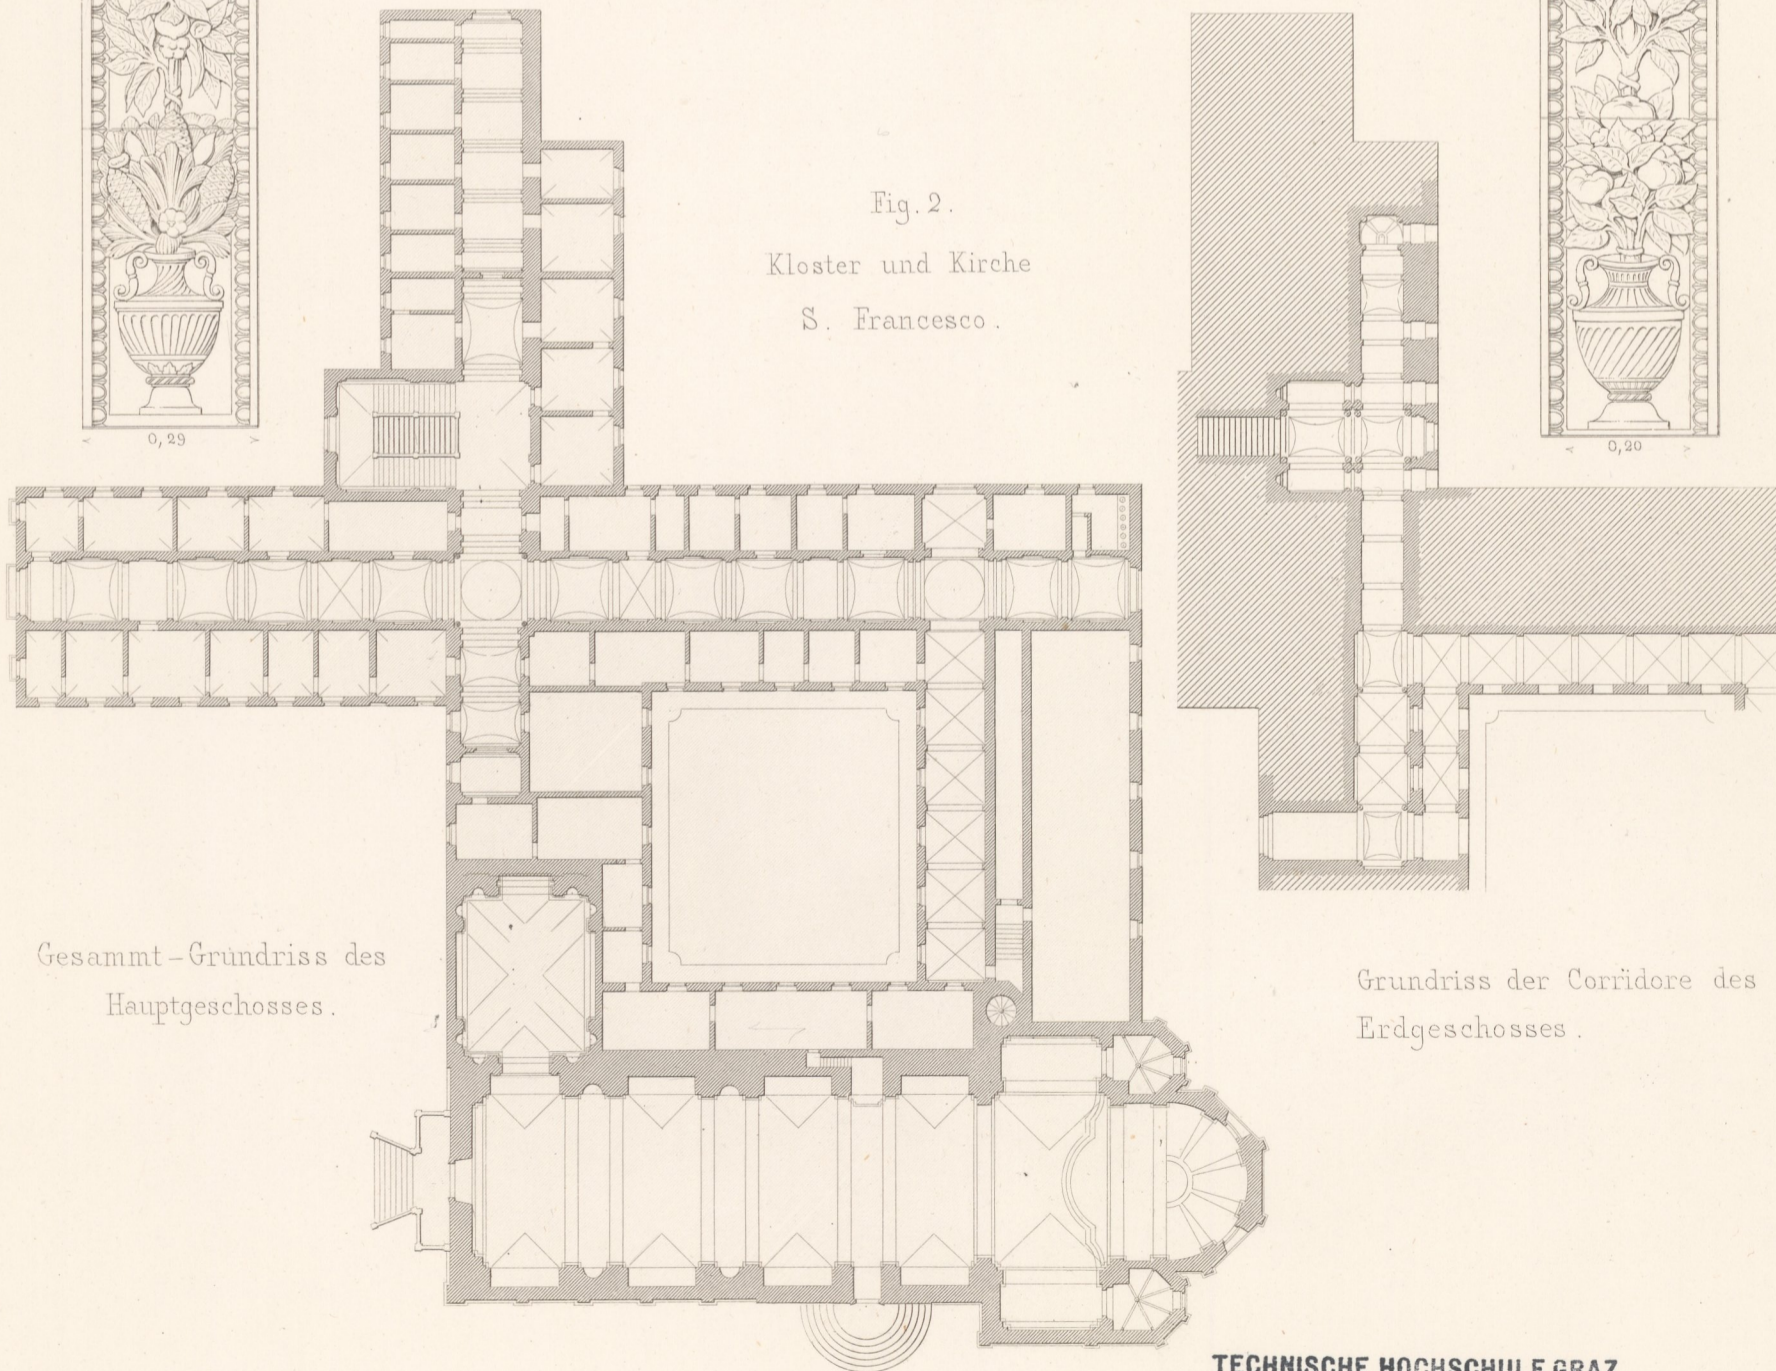 Fig. 2.
Kloster und Kirche
S. Francesco.
0,29
0,20
Gesammt-Grundriss des
Hauptgeschosses.
Grundriss der Corridore des
Erdgeschosses.
TECHNISCHE HOCHSCHULE GRAZ